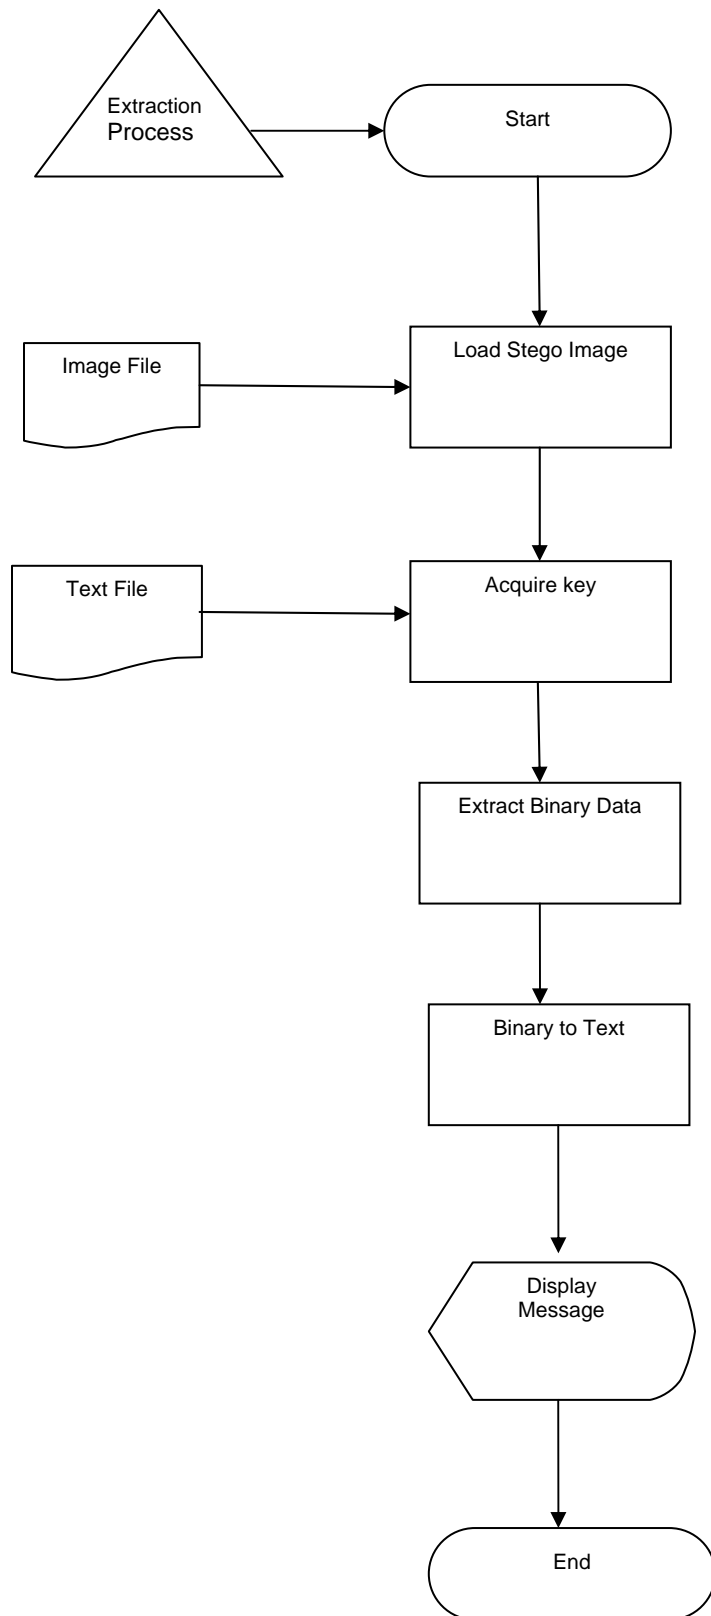 Extraction
Process
Start
Image File
Load Stego Image
Text File
Acquire key
Extract Binary Data
Binary to Text
Display
Message
End